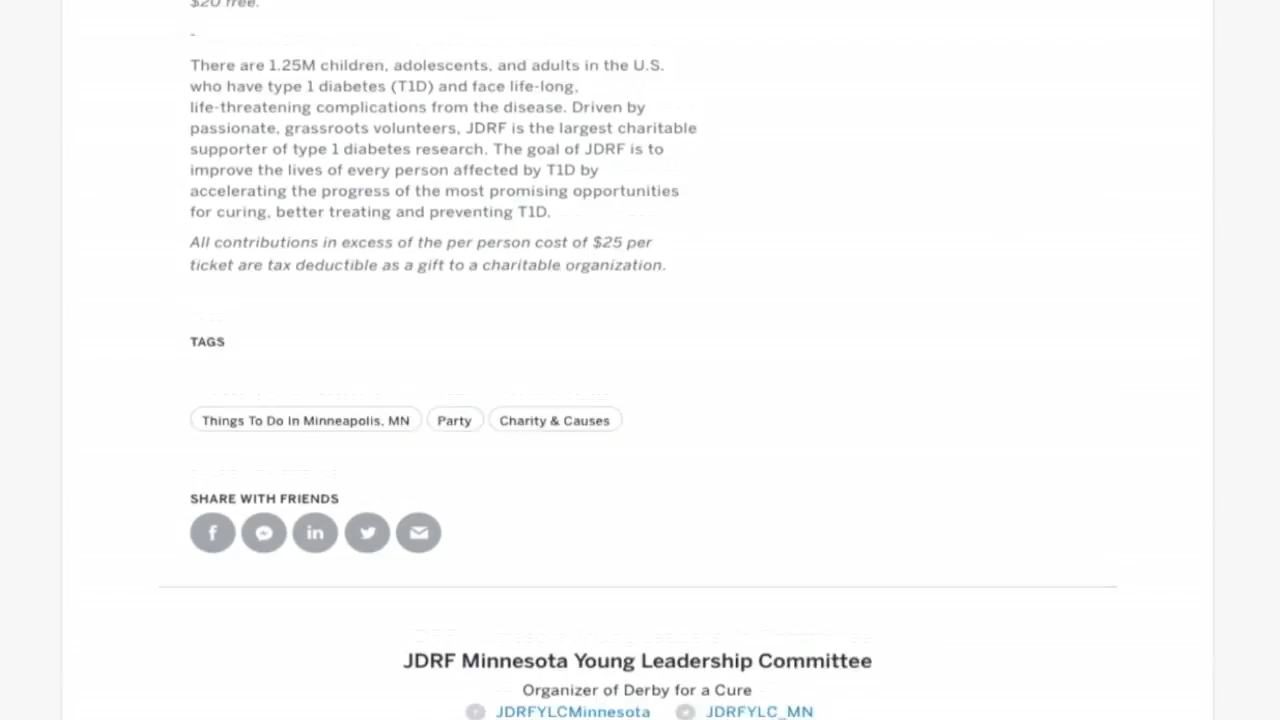 $20 free.
-
There are 1.25M children, adolescents, and adults in the U.S.
who have type 1 diabetes (T1D) and face life-long,
life-threatening complications from the disease. Driven by
passionate, grassroots volunteers, JDRF is the largest charitable
supporter of type 1 diabetes research. The goal of JDRF is to
improve the lives of every person affected by T1D by
accelerating the progress of the most promising opportunities
for curing, better treating and preventing T1D.
All contributions in excess of the per person cost of $25 per
ticket are tax deductible as a gift to a charitable organization.
TAGS
Things To Do In Minneapolis, MN Party Charity & Causes
SHARE WITH FRIENDS
JDRF Minnesota Young Leadership Committee
Organizer of Derby for a Cure
JDRFYLCMinnesota JDRFYLC_MN